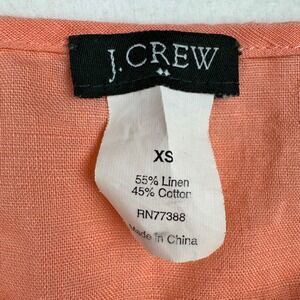 J.CREW
XS
55% Linen
45% Cotton
RN77388
Made in China